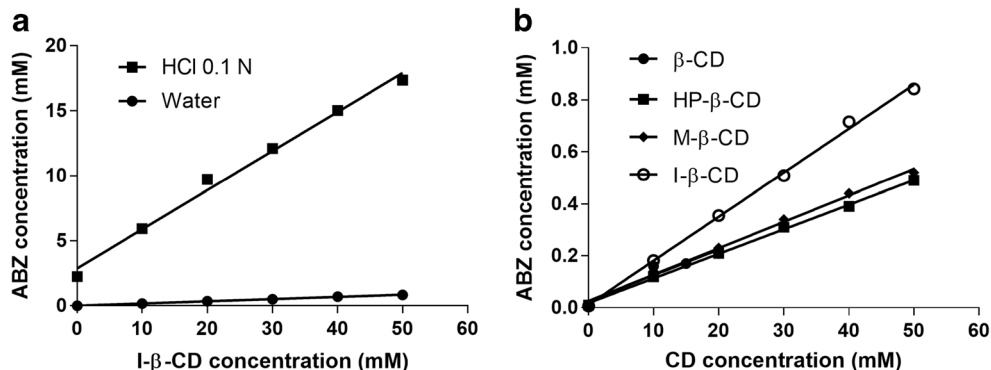 a
ABZ concentration (mM)
20
15
10
5
0
HCl 0.1 N
Water
0 10 20 30 40 50 60
I-β-CD concentration (mM)
b
ABZ concentration (mM)
1.0
0.8
0.6
0.4
0.2
0.0
β-CD
HP-β-CD
M-β-CD
I-β-CD
0 10 20 30 40 50 60
CD concentration (mM)